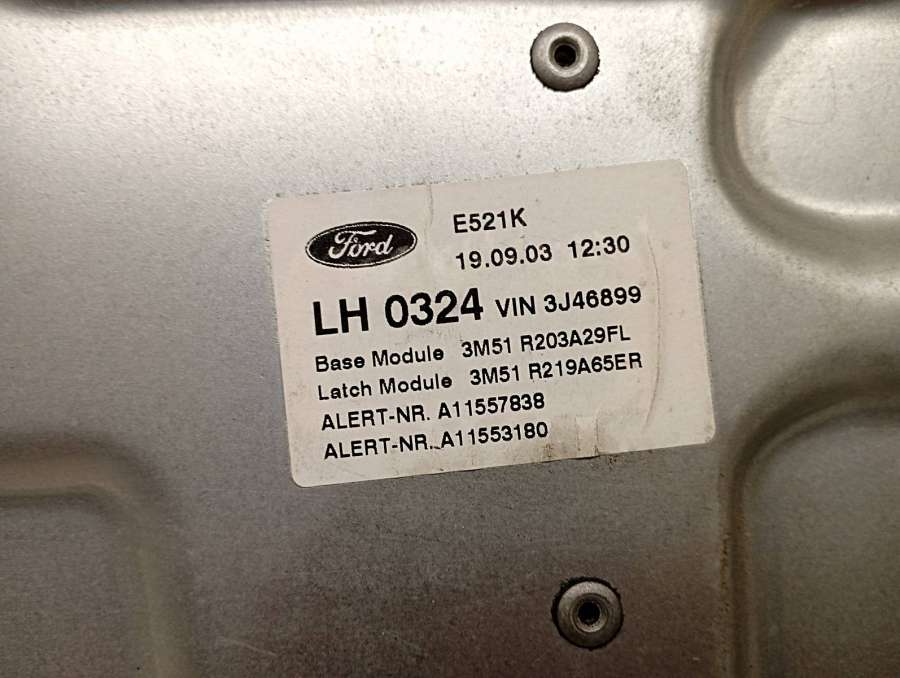 Ford
E521K
19.09.03 12:30
LH 0324 VIN 3J46899
Base Module 3M51 R203A29FL
Latch Module 3M51 R219A65ER
ALERT-NR. A11557838
ALERT-NR. A11553180